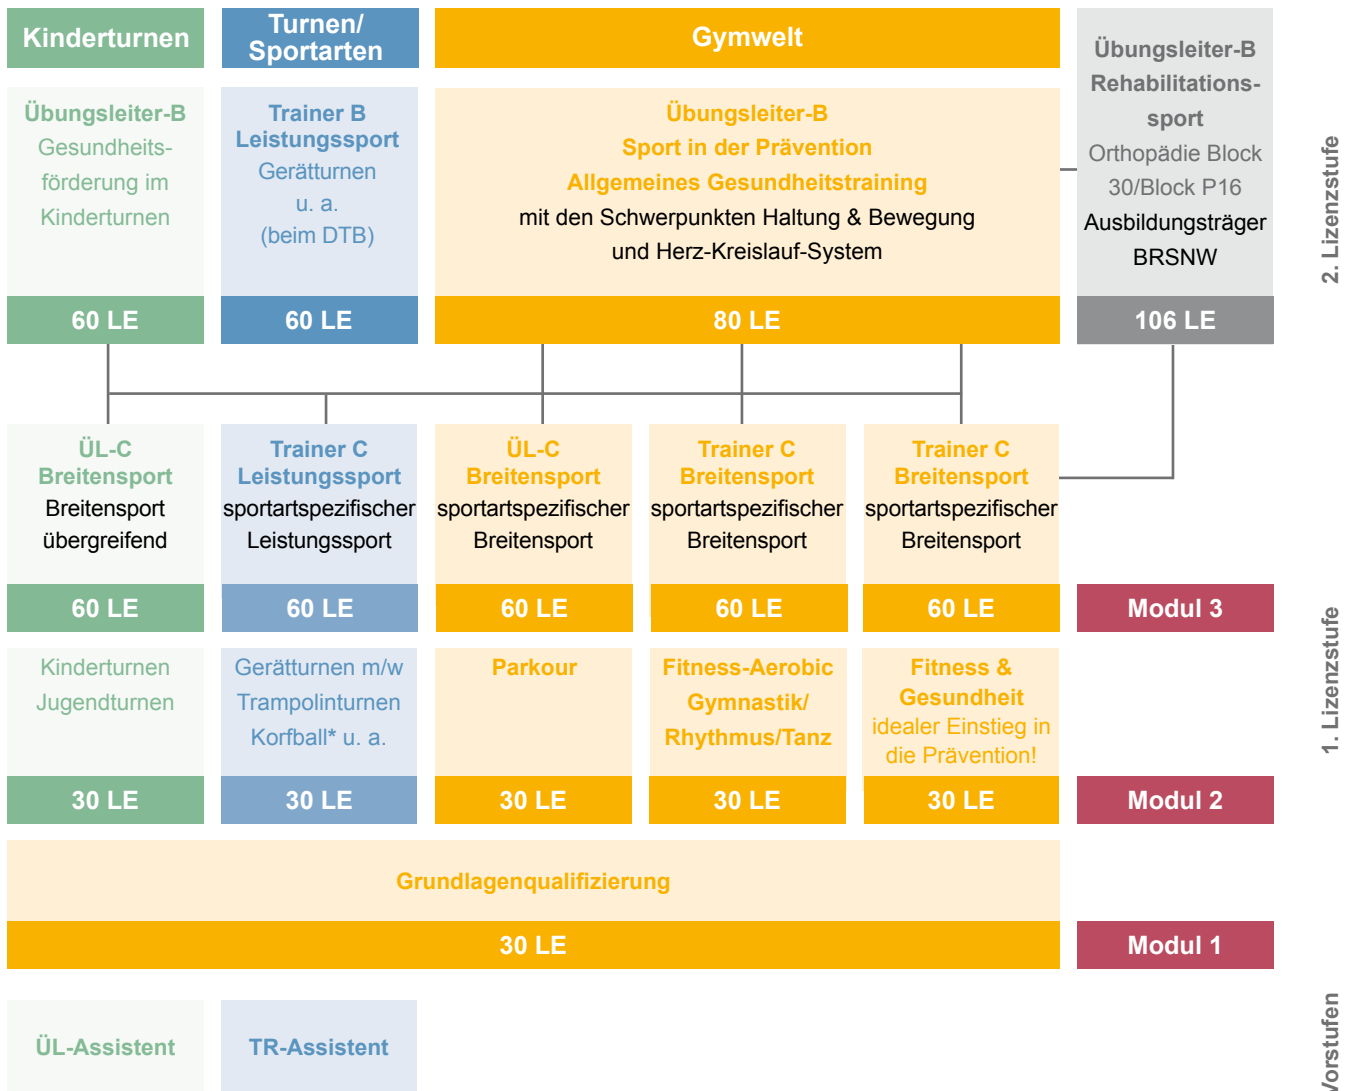 Kinderturnen
Turnen/
Sportarten
Gymwelt
Übungsleiter-B
Rehabilitations-
sport
Orthopädie Block
30/Block P16
Ausbildungsträger
BRSNW
106 LE
Übungsleiter-B
Gesundheits-
förderung im
Kinderturnen
60 LE
Trainer B
Leistungssport
Gerätturnen
u. a.
(beim DTB)
60 LE
Übungsleiter-B
Sport in der Prävention
Allgemeines Gesundheitstraining
mit den Schwerpunkten Haltung & Bewegung
und Herz-Kreislauf-System
80 LE
2. Lizenzstufe
ÜL-C
Breitensport
Breitensport
übergreifend
60 LE
Trainer C
Leistungssport
sportartspezifischer
Leistungssport
60 LE
ÜL-C
Breitensport
sportartspezifischer
Breitensport
60 LE
Trainer C
Breitensport
sportartspezifischer
Breitensport
60 LE
Trainer C
Breitensport
sportartspezifischer
Breitensport
60 LE
Modul 3
Kinderturnen
Jugendturnen
30 LE
Gerätturnen m/w
Trampolinturnen
Korfball* u. a.
30 LE
Parkour
30 LE
Fitness-Aerobic
Gymnastik/
Rhythmus/Tanz
30 LE
Fitness &
Gesundheit
idealer Einstieg in
die Prävention!
30 LE
Modul 2
1. Lizenzstufe
Grundlagenqualifizierung
30 LE
Modul 1
ÜL-Assistent
TR-Assistent
Vorstufen